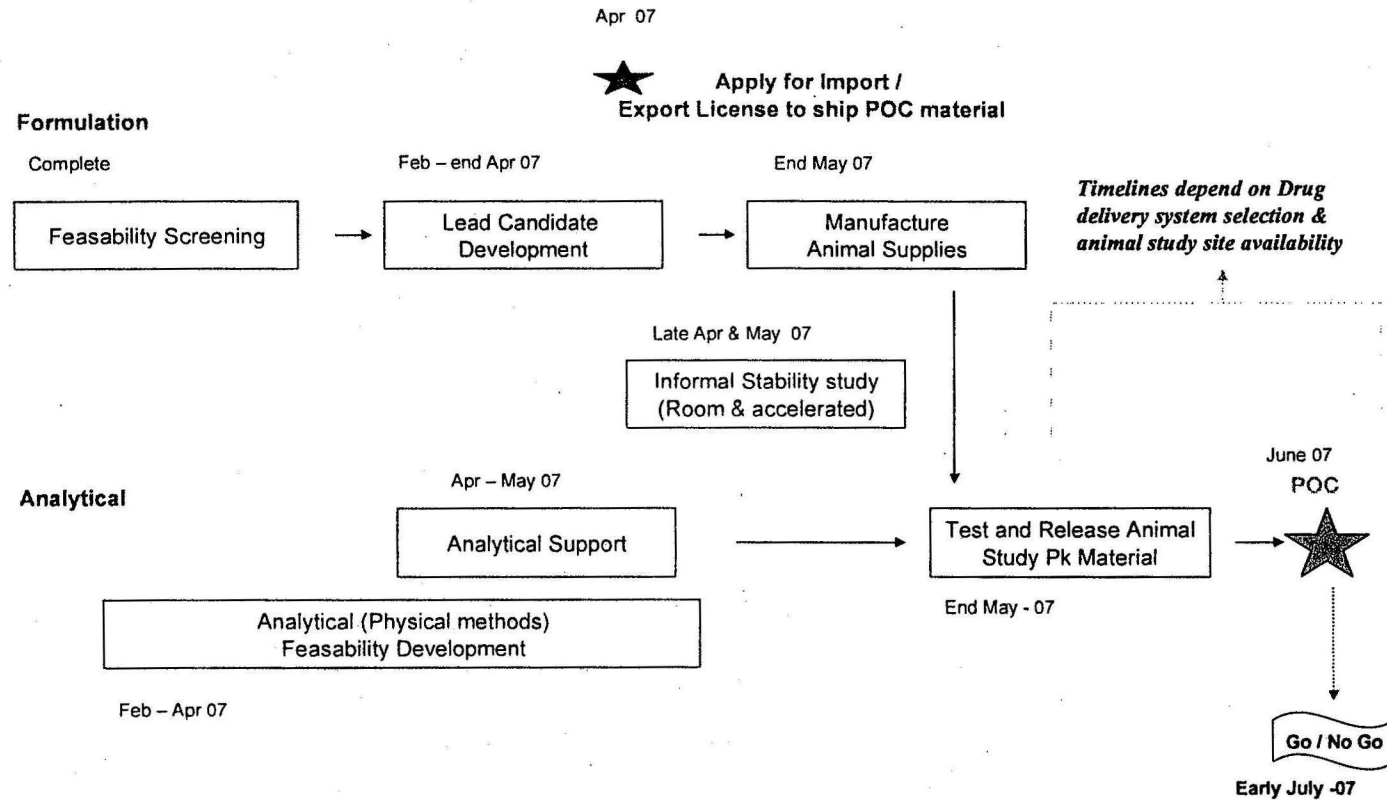 Apr 07
Apply for Import /
Export License to ship POC material
Formulation
Complete
Feasability Screening
Feb – end Apr 07
Lead Candidate
Development
End May 07
Manufacture
Animal Supplies
Timelines depend on Drug
delivery system selection &
animal study site availability
Late Apr & May 07
Informal Stability study
(Room & accelerated)
Analytical
Apr – May 07
Analytical Support
Analytical (Physical methods)
Feasability Development
Feb – Apr 07
Test and Release Animal
Study Pk Material
End May - 07
June 07
POC
Go / No Go
Early July -07